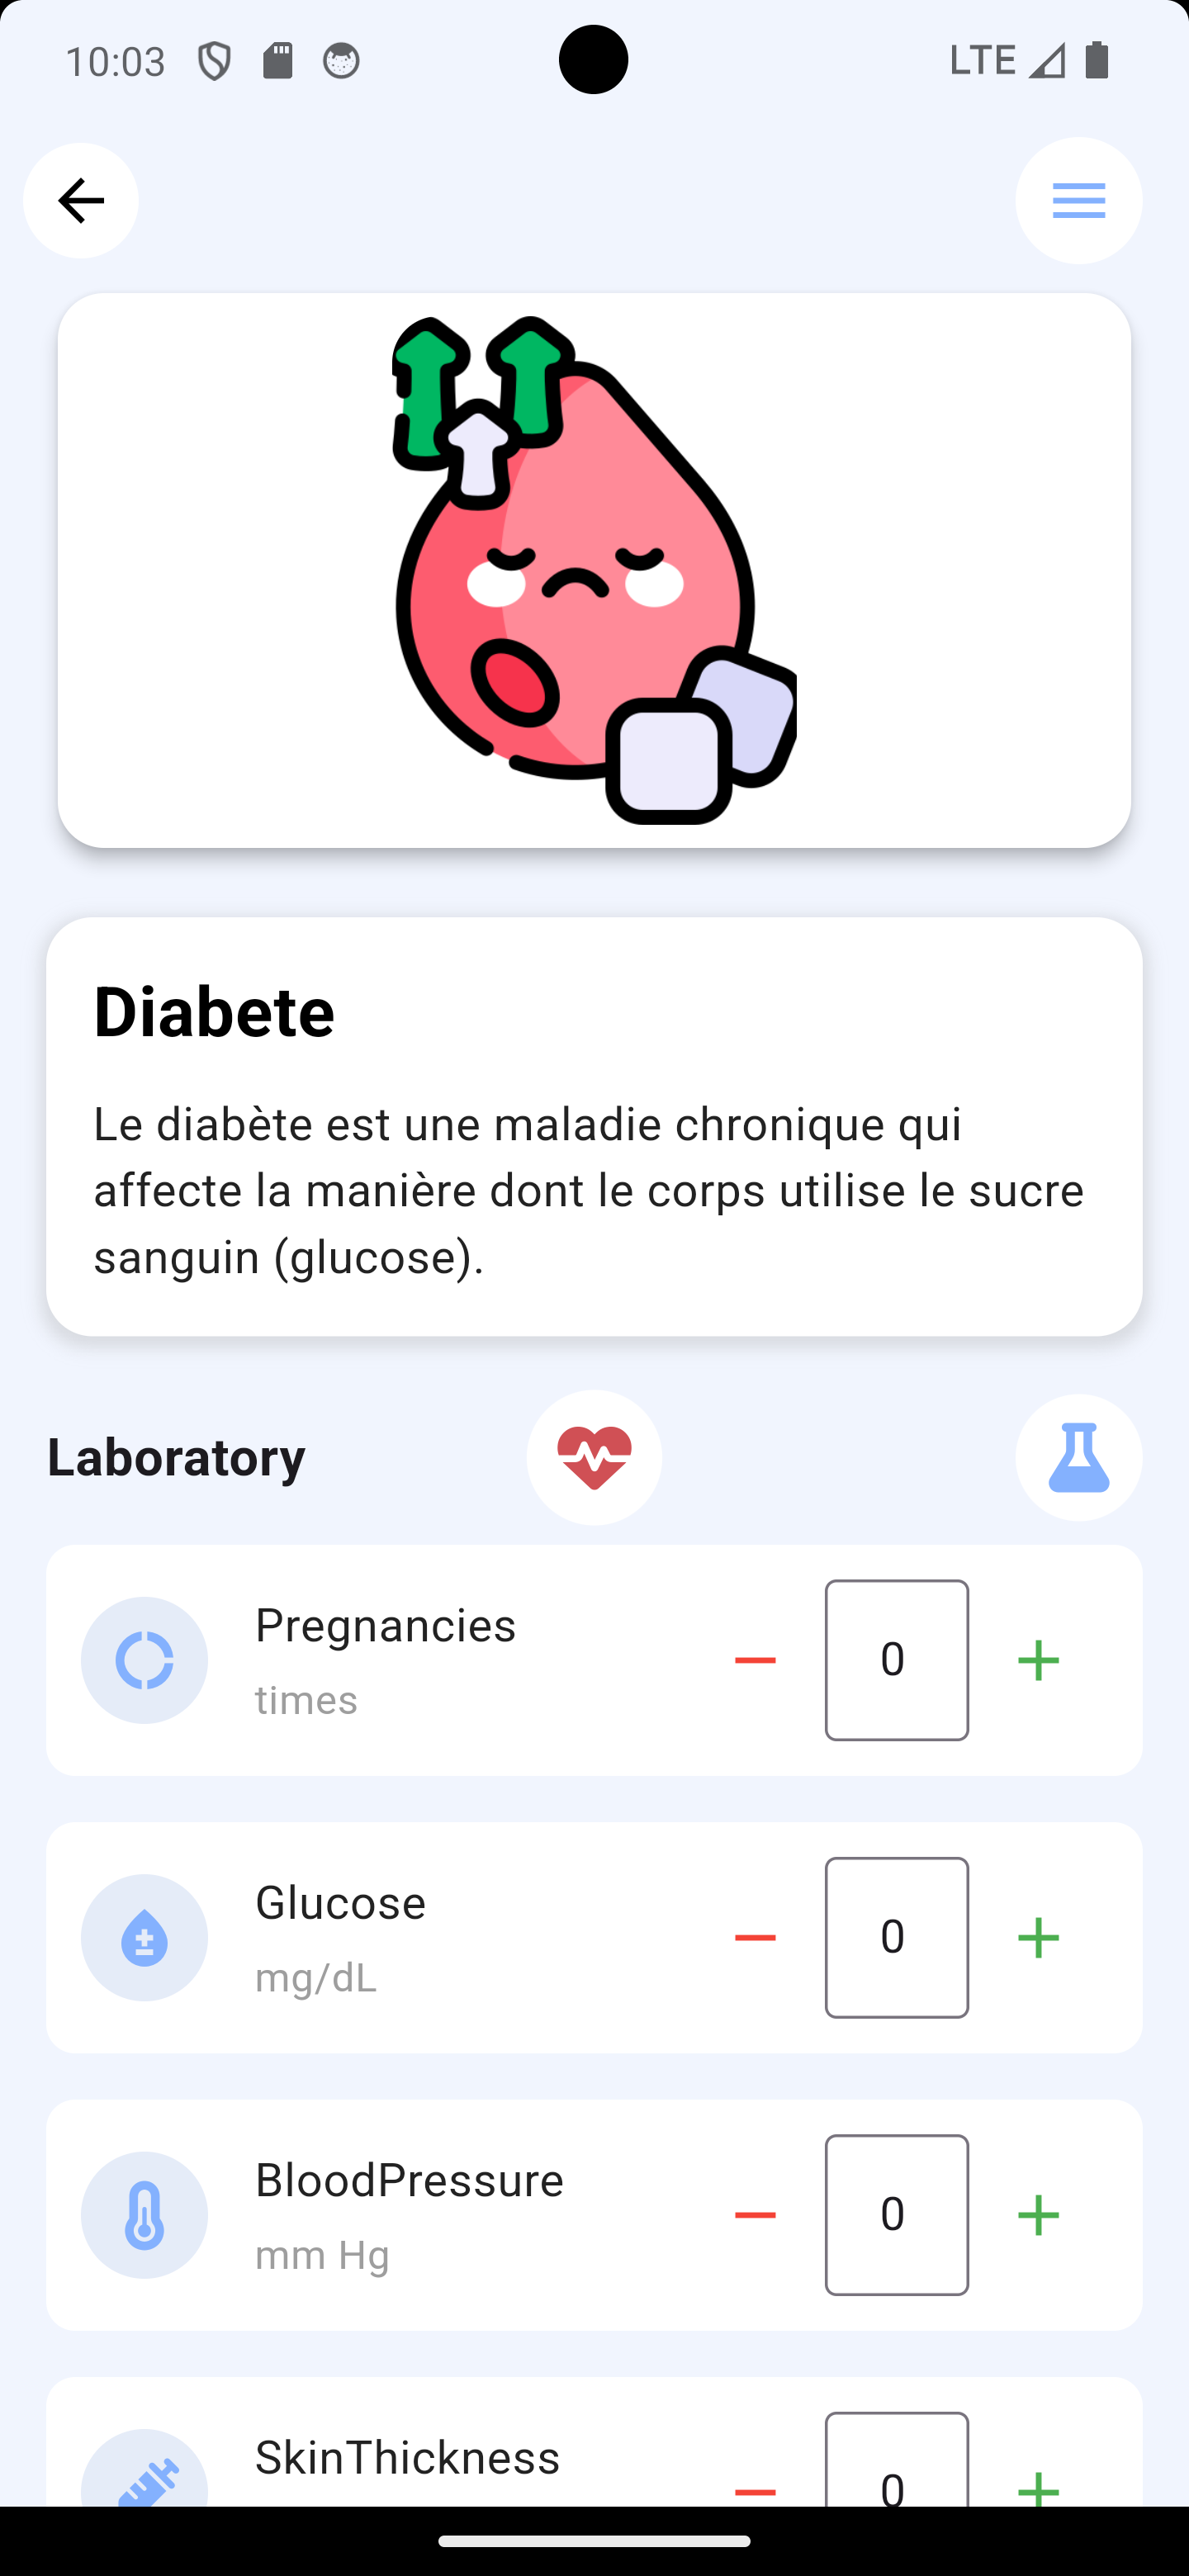 10:03
LTE
Diabete
Le diabète est une maladie chronique qui
affecte la manière dont le corps utilise le sucre
sanguin (glucose).
Laboratory
Pregnancies
0
times
Glucose
0
mg/dL
BloodPressure
0
mm Hg
SkinThickness
0